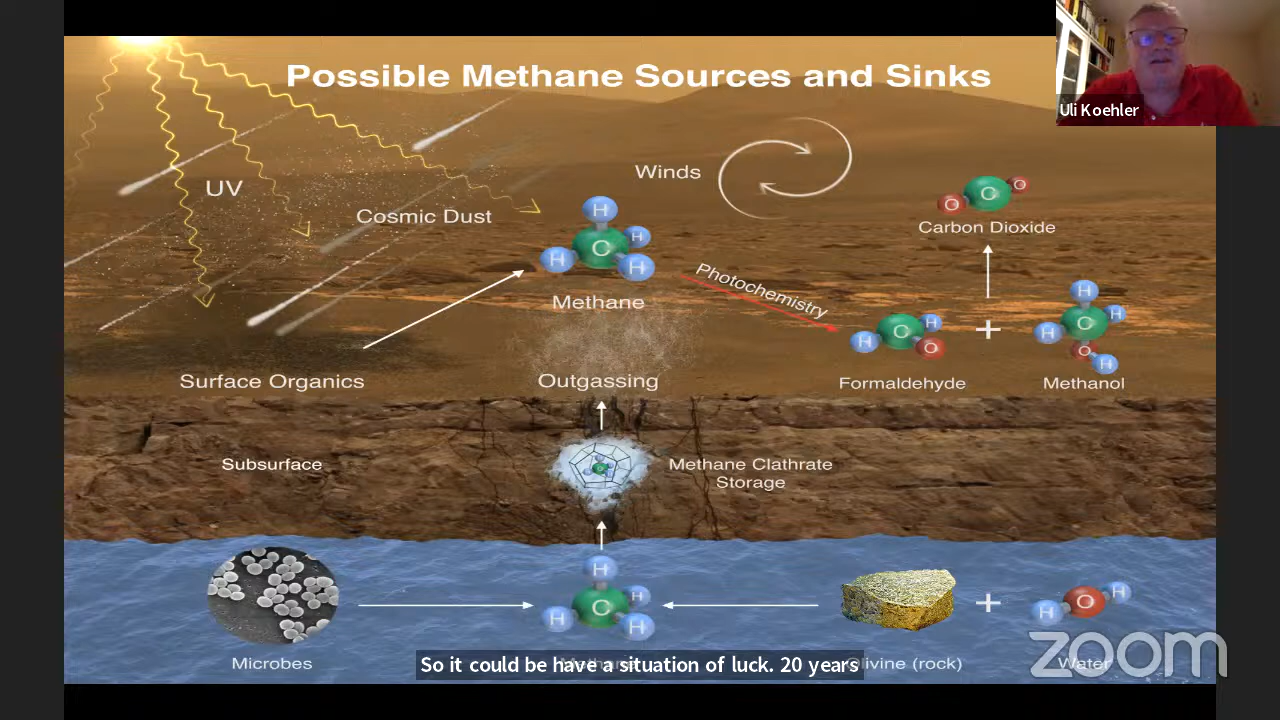 Possible Methane Sources and Sinks
Uli Koehler
UV
Cosmic Dust
Winds
H
H
C
H
H
Methane
O
C
O
Carbon Dioxide
Photochemistry
H
C
H
O
Formaldehyde
+
H
H
C
H
O
H
Methanol
Surface Organics
Outgassing
Subsurface
Methane Clathrate
Storage
H
H
C
H
H
+
H
O
H
Microbes
livine (rock)
Water
So it could be have a situation of luck. 20 years
zoom